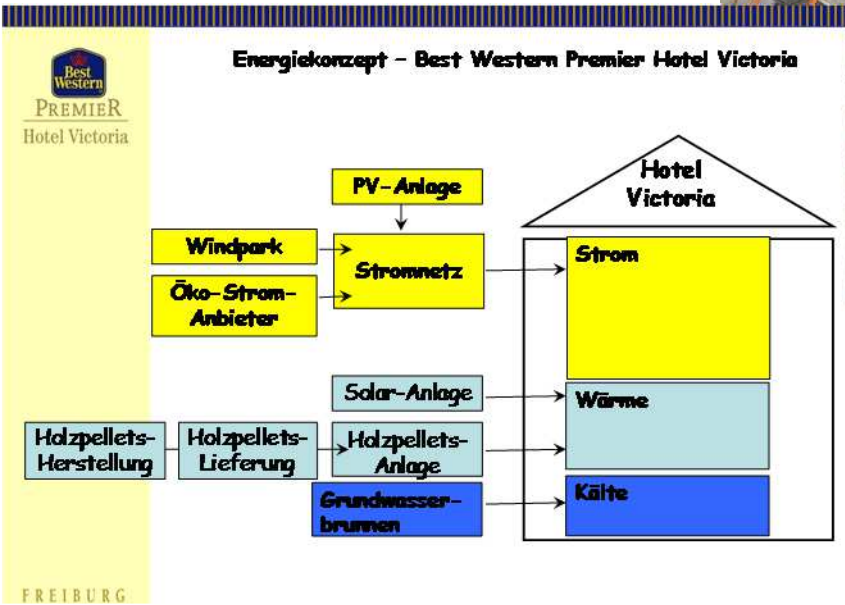 Best
Western
PREMIER
Hotel Victoria
Energiekonzept - Best Western Premier Hotel Victoria
Hotel
Victoria
PV-Anlage
Windpark
Stromnetz
Strom
Öko-Strom-
Anbieter
Solar-Anlage
Wärme
Holzpellets-
Herstellung
Holzpellets-
Lieferung
Holzpellets-
Anlage
Grundwasser-
brunnen
Kälte
FREIBURG